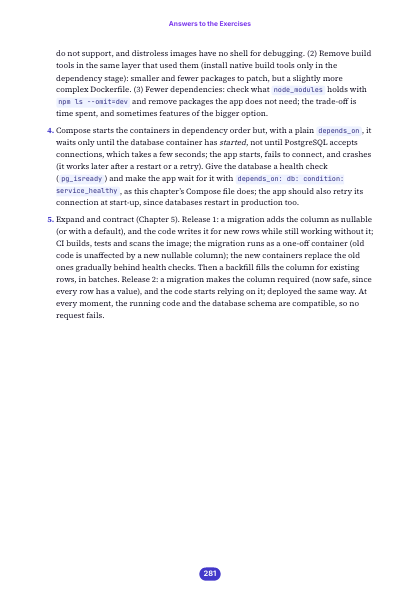 Answers to the Exercises
do not support, and distroless images have no shell for debugging. (2) Remove build
tools in the same layer that used them (install native build tools only in the
dependency stage): smaller and fewer packages to patch, but a slightly more
complex Dockerfile. (3) Fewer dependencies: check what node_modules holds with
npm ls --omit=dev and remove packages the app does not need; the trade-off is
time spent, and sometimes features of the bigger option.
4. Compose starts the containers in dependency order but, with a plain depends_on, it
waits only until the database container has started, not until PostgreSQL accepts
connections, which takes a few seconds; the app starts, fails to connect, and crashes
(it works later after a restart or a retry). Give the database a health check
(pg_isready) and make the app wait for it with depends_on: db: condition:
service_healthy, as this chapter's Compose file does; the app should also retry its
connection at start-up, since databases restart in production too.
5. Expand and contract (Chapter 5). Release 1: a migration adds the column as nullable
(or with a default), and the code writes it for new rows while still working without it;
CI builds, tests and scans the image; the migration runs as a one-off container (old
code is unaffected by a new nullable column); the new containers replace the old
ones gradually behind health checks. Then a backfill fills the column for existing
rows, in batches. Release 2: a migration makes the column required (now safe, since
every row has a value), and the code starts relying on it; deployed the same way. At
every moment, the running code and the database schema are compatible, so no
request fails.
281